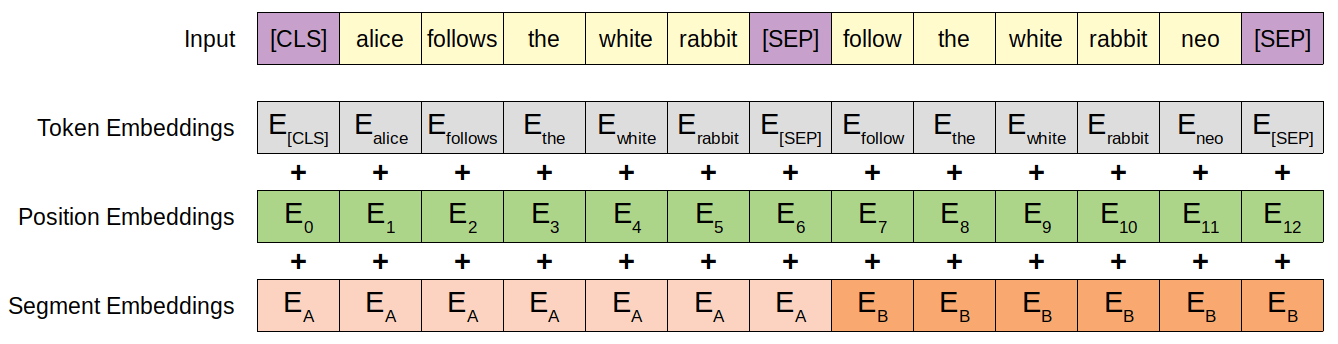 Input [CLS] alice follows the white rabbit [SEP] follow the white rabbit neo [SEP]
Token Embeddings E[CLS] Ealice Efollows Ethe Ewhite Erabbit E[SEP] Efollow Ethe Ewhite Erabbit Eneo E[SEP]
+ + + + + + + + + + + + +
Position Embeddings E0 E1 E2 E3 E4 E5 E6 E7 E8 E9 E10 E11 E12
+ + + + + + + + + + + + +
Segment Embeddings EA EA EA EA EA EA EA EB EB EB EB EB EB